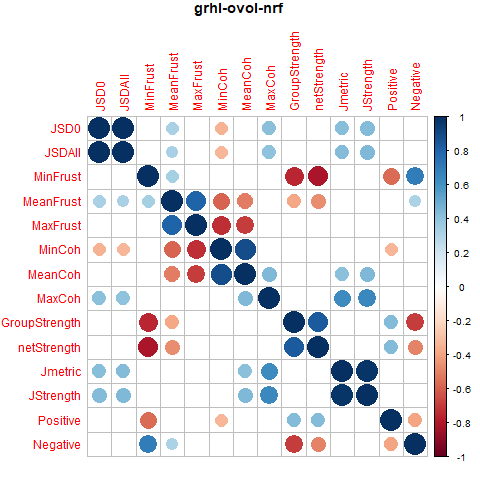 grhl-ovol-nrf
JSD0
JSDAll
MinFrust
MeanFrust
MaxFrust
MinCoh
MeanCoh
MaxCoh
GroupStrength
netStrength
Jmetric
JStrength
Positive
Negative
JSD0
JSDAll
MinFrust
MeanFrust
MaxFrust
MinCoh
MeanCoh
MaxCoh
GroupStrength
netStrength
Jmetric
JStrength
Positive
Negative
1
0.8
0.6
0.4
0.2
0
-0.2
-0.4
-0.6
-0.8
-1